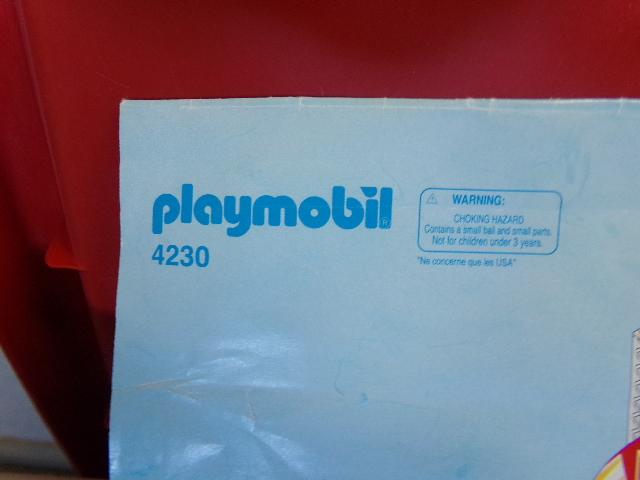 playmobil®
4230
⚠ WARNING:
CHOKING HAZARD
Contains a small ball and small parts.
Not for children under 3 years.
"Ne concerne que les USA"